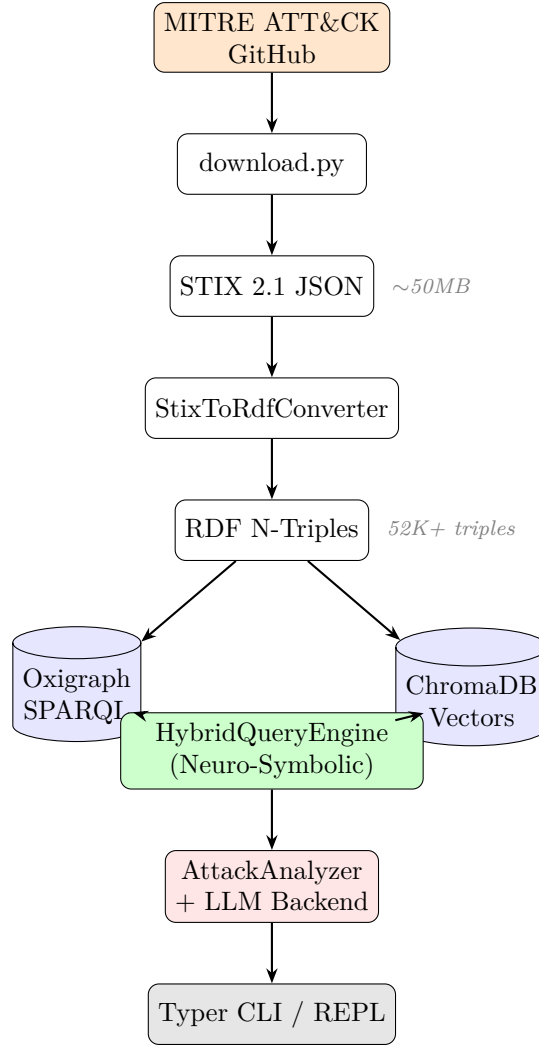 MITRE ATT&CK
GitHub
download.py
STIX 2.1 JSON
~50MB
StixToRdfConverter
RDF N-Triples
52K+ triples
Oxigraph
SPARQL
ChromaDB
Vectors
HybridQueryEngine
(Neuro-Symbolic)
AttackAnalyzer
+ LLM Backend
Typer CLI / REPL